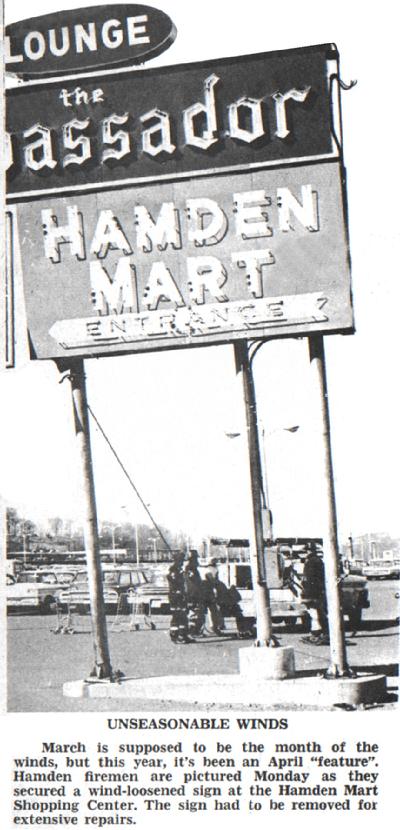 LOUNGE
the
bassador
HAMDEN
MART
ENTRANCE
UNSEASONABLE WINDS
March is supposed to be the month of the
winds, but this year, it's been an April "feature".
Hamden firemen are pictured Monday as they
secured a wind-loosened sign at the Hamden Mart
Shopping Center. The sign had to be removed for
extensive repairs.